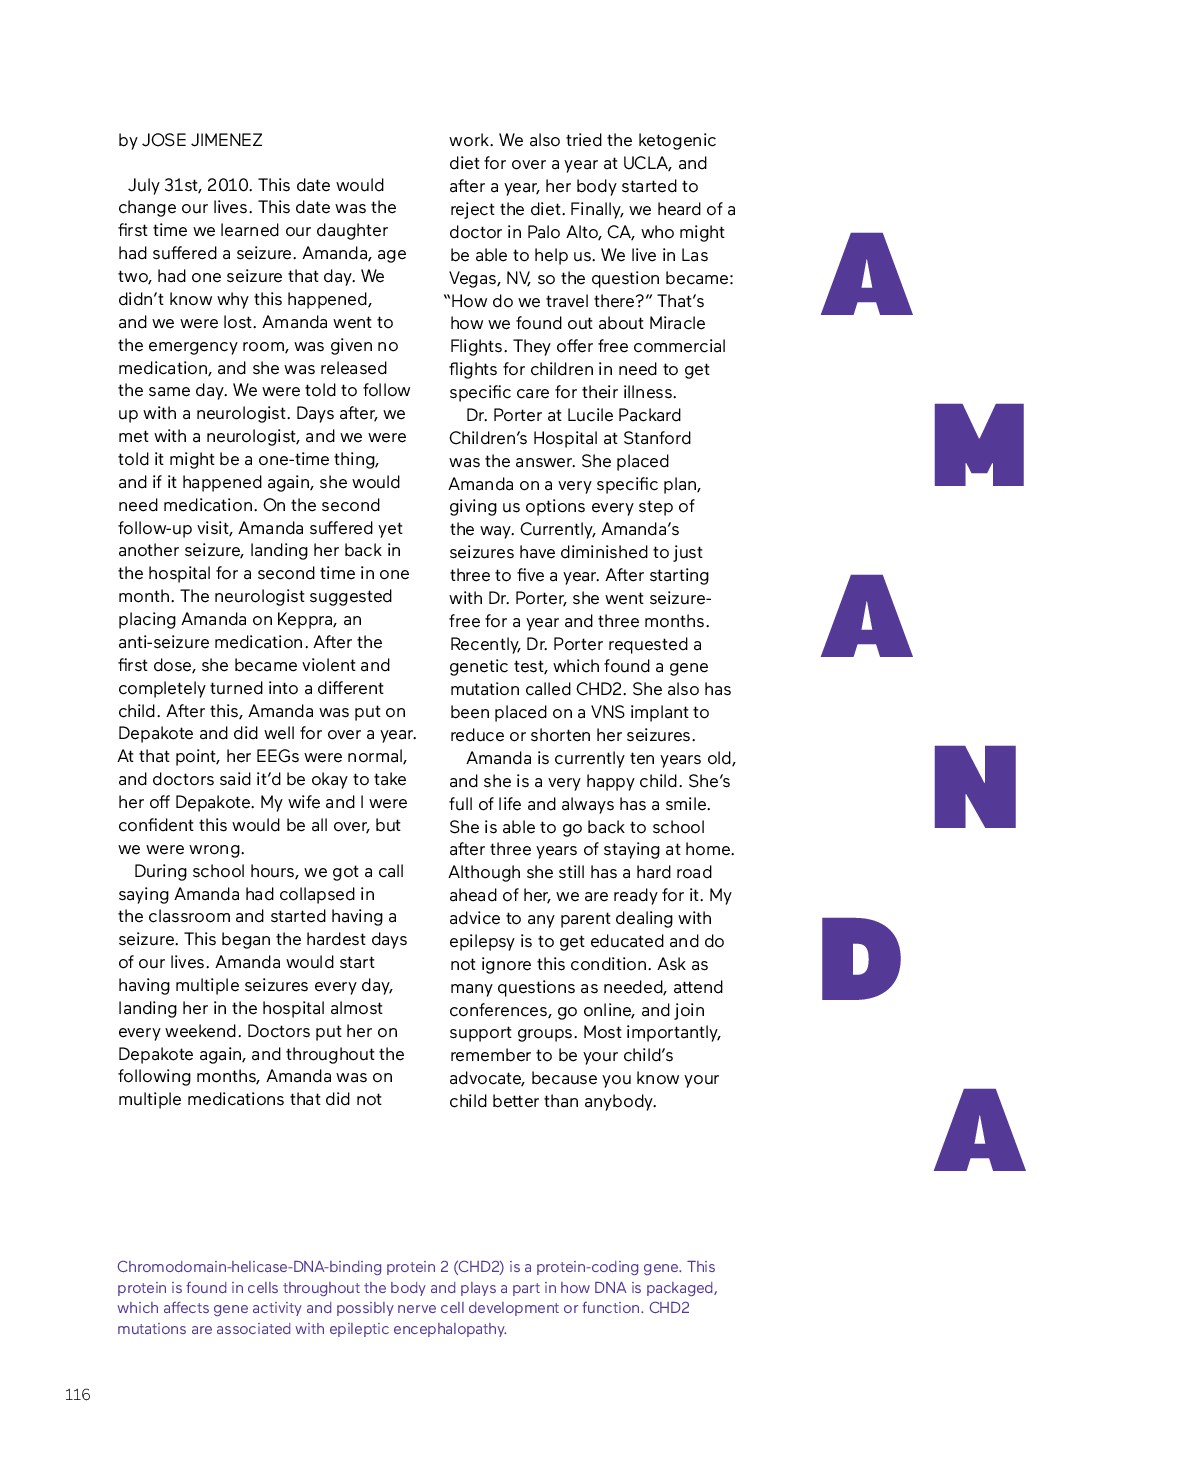 by JOSE JIMENEZ
July 31st, 2010. This date would
change our lives. This date was the
first time we learned our daughter
had suffered a seizure. Amanda, age
two, had one seizure that day. We
didn’t know why this happened,
and we were lost. Amanda went to
the emergency room, was given no
medication, and she was released
the same day. We were told to follow
up with a neurologist. Days after, we
met with a neurologist, and we were
told it might be a one-time thing,
and if it happened again, she would
need medication. On the second
follow-up visit, Amanda suffered yet
another seizure, landing her back in
the hospital for a second time in one
month. The neurologist suggested
placing Amanda on Keppra, an
anti-seizure medication. After the
first dose, she became violent and
completely turned into a different
child. After this, Amanda was put on
Depakote and did well for over a year.
At that point, her EEGs were normal,
and doctors said it’d be okay to take
her off Depakote. My wife and I were
confident this would be all over, but
we were wrong.
During school hours, we got a call
saying Amanda had collapsed in
the classroom and started having a
seizure. This began the hardest days
of our lives. Amanda would start
having multiple seizures every day,
landing her in the hospital almost
every weekend. Doctors put her on
Depakote again, and throughout the
following months, Amanda was on
multiple medications that did not
work. We also tried the ketogenic
diet for over a year at UCLA, and
after a year, her body started to
reject the diet. Finally, we heard of a
doctor in Palo Alto, CA, who might
be able to help us. We live in Las
Vegas, NV, so the question became:
“How do we travel there?” That’s
how we found out about Miracle
Flights. They offer free commercial
flights for children in need to get
specific care for their illness.
Dr. Porter at Lucile Packard
Children’s Hospital at Stanford
was the answer. She placed
Amanda on a very specific plan,
giving us options every step of
the way. Currently, Amanda’s
seizures have diminished to just
three to five a year. After starting
with Dr. Porter, she went seizure-
free for a year and three months.
Recently, Dr. Porter requested a
genetic test, which found a gene
mutation called CHD2. She also has
been placed on a VNS implant to
reduce or shorten her seizures.
Amanda is currently ten years old,
and she is a very happy child. She’s
full of life and always has a smile.
She is able to go back to school
after three years of staying at home.
Although she still has a hard road
ahead of her, we are ready for it. My
advice to any parent dealing with
epilepsy is to get educated and do
not ignore this condition. Ask as
many questions as needed, attend
conferences, go online, and join
support groups. Most importantly,
remember to be your child’s
advocate, because you know your
child better than anybody.
A
M
A
N
D
A
Chromodomain-helicase-DNA-binding protein 2 (CHD2) is a protein-coding gene. This
protein is found in cells throughout the body and plays a part in how DNA is packaged,
which affects gene activity and possibly nerve cell development or function. CHD2
mutations are associated with epileptic encephalopathy.
116